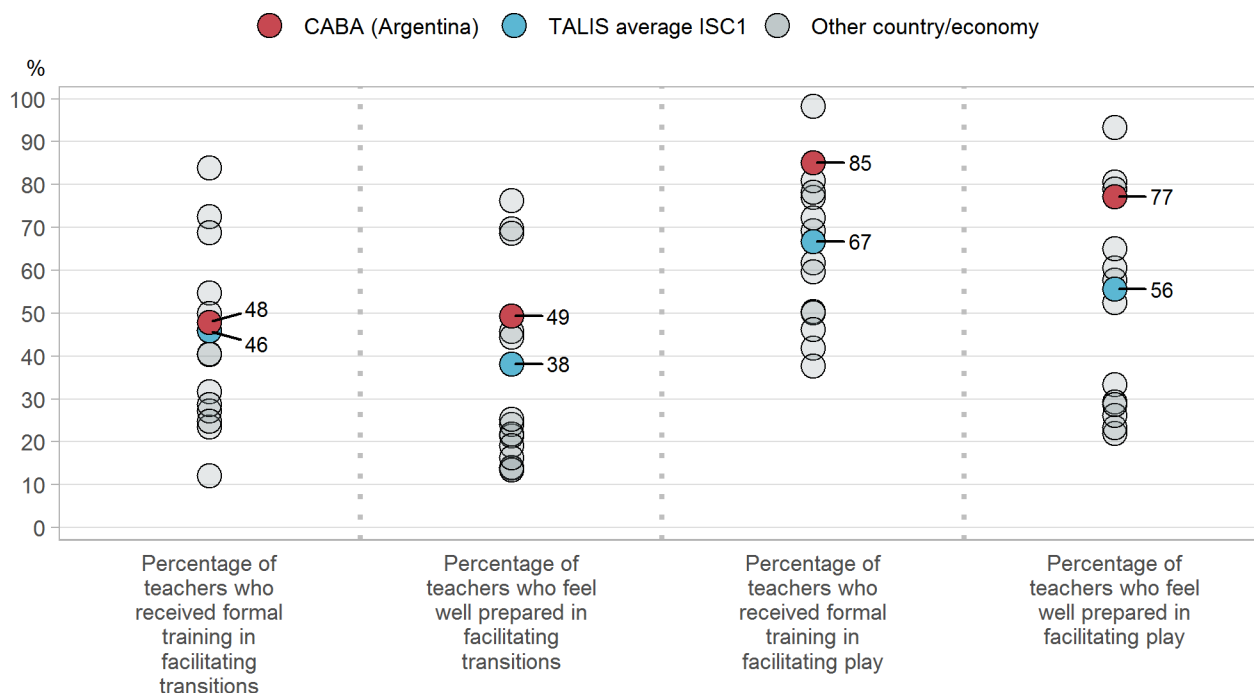 CABA (Argentina) TALIS average ISC1 Other country/economy
%
100
90
80
70
60
50
40
30
20
10
0
48
46
49
38
85
67
77
56
Percentage of
teachers who
received formal
training in
facilitating
transitions
Percentage of
teachers who feel
well prepared in
facilitating
transitions
Percentage of
teachers who
received formal
training in
facilitating play
Percentage of
teachers who feel
well prepared in
facilitating play